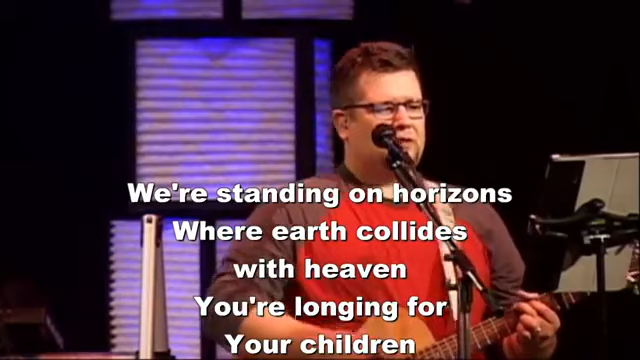 We're standing on horizons
Where earth collides
with heaven
You're longing for
Your children